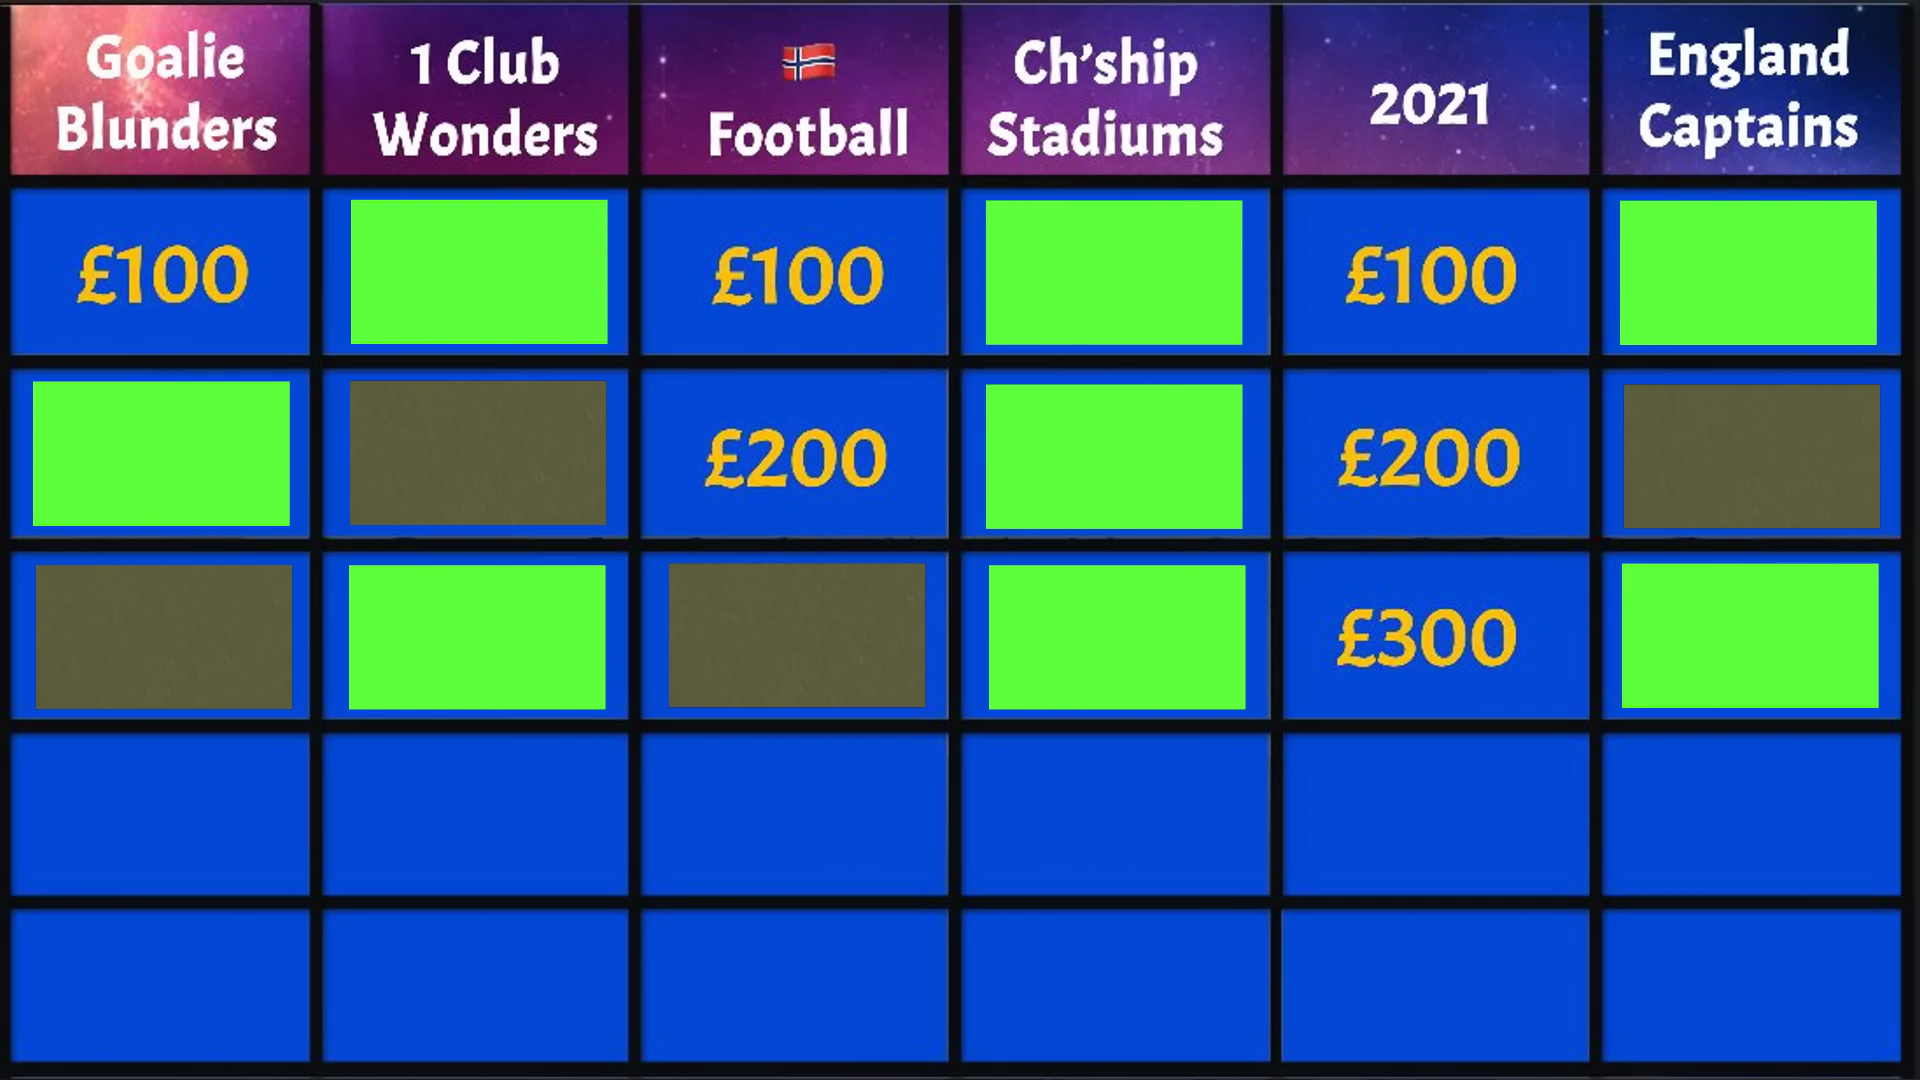 Goalie
Blunders
1 Club
Wonders
🇳🇴
Football
Ch'ship
Stadiums
2021
England
Captains
£100
£100
£100
£200
£200
£300